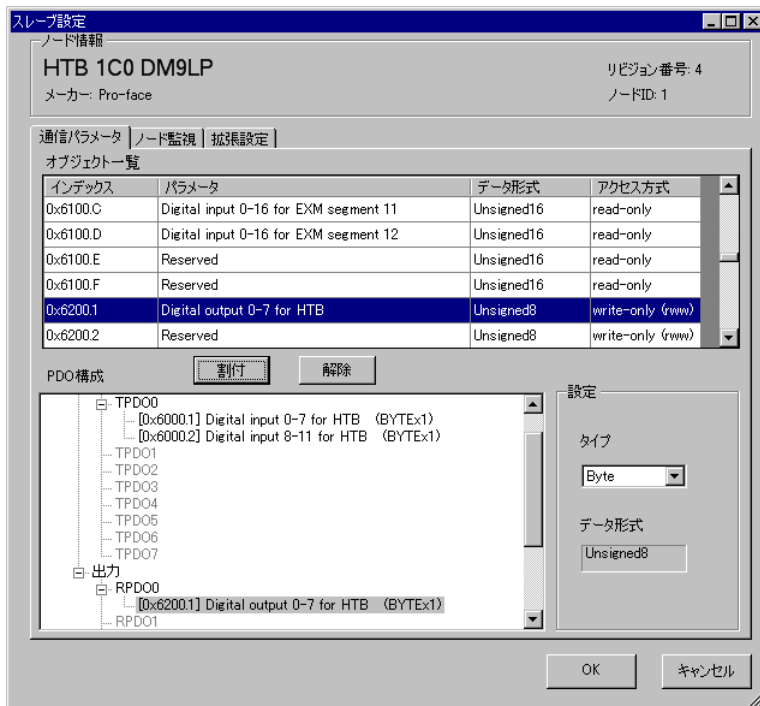 スレーブ設定
ノード情報
HTB 1C0 DM9LP
リビジョン番号: 4
メーカー: Pro-face
ノードID: 1
通信パラメータ ノード監視 拡張設定
オブジェクト一覧
インデックス パラメータ データ形式 アクセス方式
0x6100.C Digital input 0-16 for EXM segment 11 Unsigned16 read-only
0x6100.D Digital input 0-16 for EXM segment 12 Unsigned16 read-only
0x6100.E Reserved Unsigned16 read-only
0x6100.F Reserved Unsigned16 read-only
0x6200.1 Digital output 0-7 for HTB Unsigned8 write-only (rww)
0x6200.2 Reserved Unsigned8 write-only (rww)
PDO構成 割付 解除
TPDO0
[0x6000.1] Digital input 0-7 for HTB (BYTEx1)
[0x6000.2] Digital input 8-11 for HTB (BYTEx1)
TPDO1
TPDO2
TPDO3
TPDO4
TPDO5
TPDO6
TPDO7
出力
RPDO0
[0x6200.1] Digital output 0-7 for HTB (BYTEx1)
RPDO1
設定
タイプ
Byte
データ形式
Unsigned8
OK キャンセル